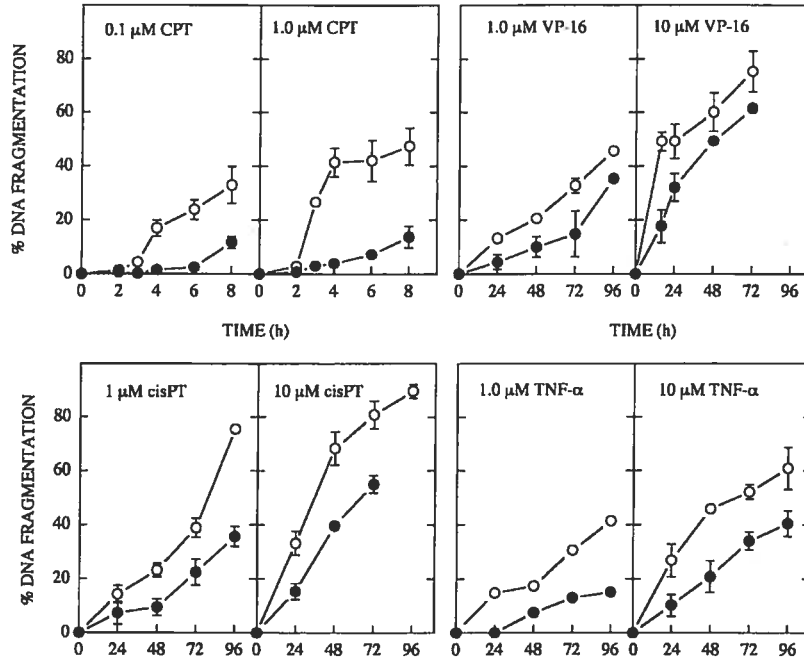 0.1 µM CPT
1.0 µM CPT
1.0 µM VP-16
10 µM VP-16
% DNA FRAGMENTATION
80
60
40
20
0
0 2 4 6 8
0 2 4 6 8
0 24 48 72 96
0 24 48 72 96
TIME (h)
TIME (h)
1 µM cisPT
10 µM cisPT
1.0 µM TNF-α
10 µM TNF-α
% DNA FRAGMENTATION
80
60
40
20
0
0 24 48 72 96
0 24 48 72 96
0 24 48 72 96
0 24 48 72 96